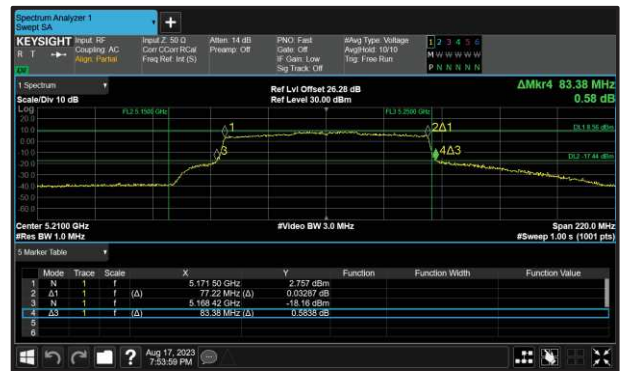 Spectrum Analyzer 1
Swept SA
+
KEYSIGHT Input: RF Input Z: 50 Ω Atten: 14 dB PNO: Fast #Avg Type: Voltage 1 2 3 4 5 6
R T Coupling: AC Corr CCorr RCal Preamp: Off Gate: Off Avg|Hold: 10/10 M W W W W W
Align: Partial Freq Ref: Int (S) IF Gain: Low Trig: Free Run
Sig Track: Off P N N N N N
1 Spectrum Ref Lvl Offset 26.28 dB ΔMkr4 83.38 MHz
Scale/Div 10 dB Ref Level 30.00 dBm 0.58 dB
Log
20.0
10.0
0.00
-10.0
-20.0
-30.0
-40.0
-50.0
-60.0
FL2 5.1500 GHz
FL3 5.2500 GHz
1
2Δ1
DL1 8.56 dBm
3
4Δ3
DL2 -17.44 dBm
Center 5.2100 GHz #Video BW 3.0 MHz Span 220.0 MHz
#Res BW 1.0 MHz #Sweep 1.00 s (1001 pts)
5 Marker Table
Mode Trace Scale X Y Function Function Width Function Value
1 N 1 f 5.171 50 GHz 2.757 dBm
2 Δ1 1 f (Δ) 77.22 MHz (Δ) 0.03287 dB
3 N 1 f 5.168 42 GHz -18.16 dBm
4 Δ3 1 f (Δ) 83.38 MHz (Δ) 0.5838 dB
5
6
? Aug 17, 2023
7:53:59 PM